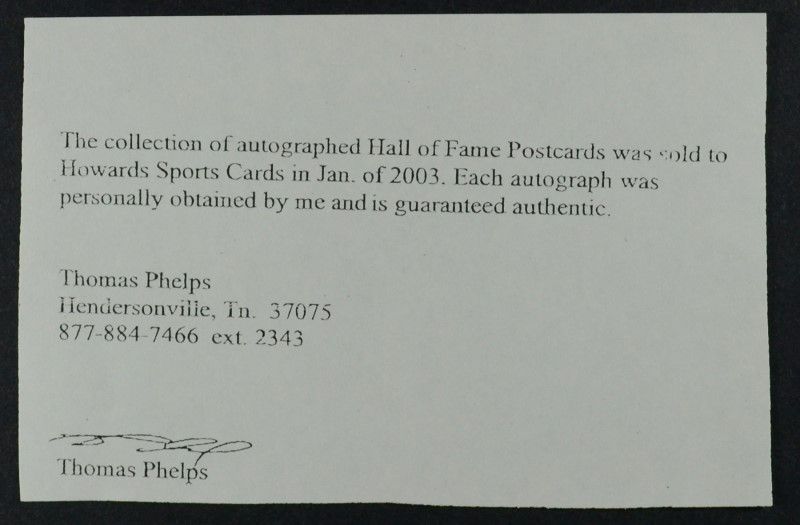 The collection of autographed Hall of Fame Postcards was sold to
Howards Sports Cards in Jan. of 2003. Each autograph was
personally obtained by me and is guaranteed authentic.
Thomas Phelps
Hendersonville, Tn. 37075
877-884-7466 ext. 2343
Thomas Phelps